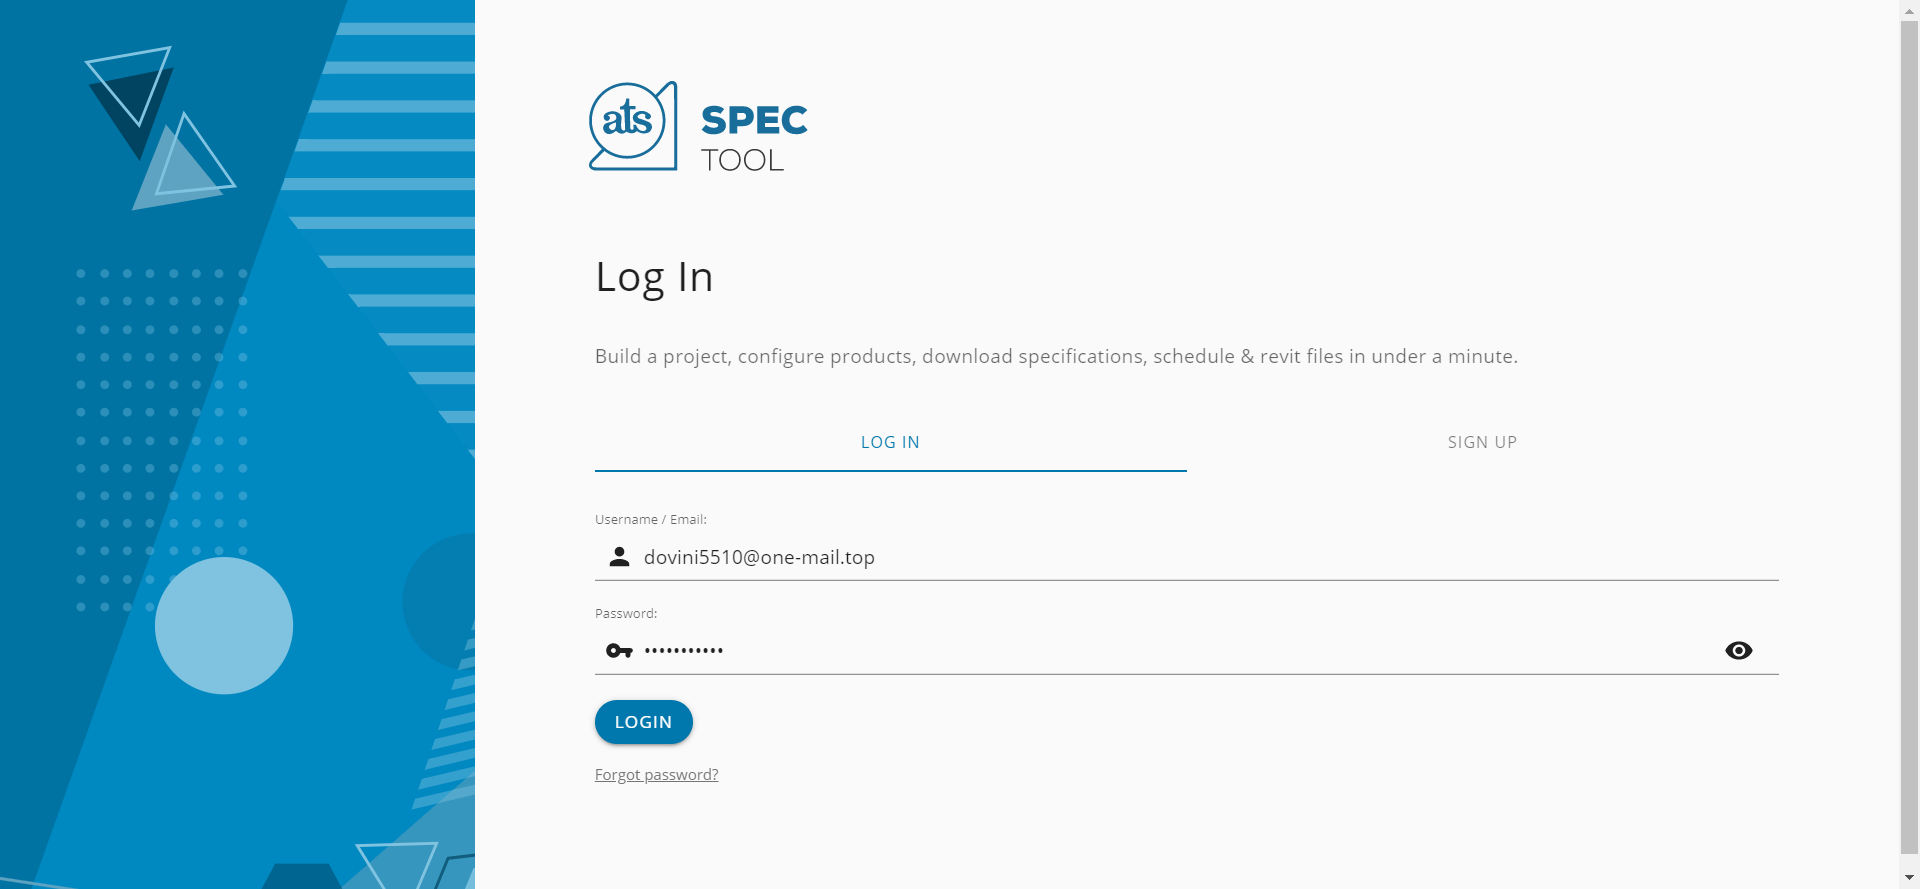 ats
SPEC
TOOL
Log In
Build a project, configure products, download specifications, schedule & revit files in under a minute.
LOG IN
SIGN UP
Username / Email:
dovini5510@one-mail.top
Password:
•••••••••••
LOGIN
Forgot password?